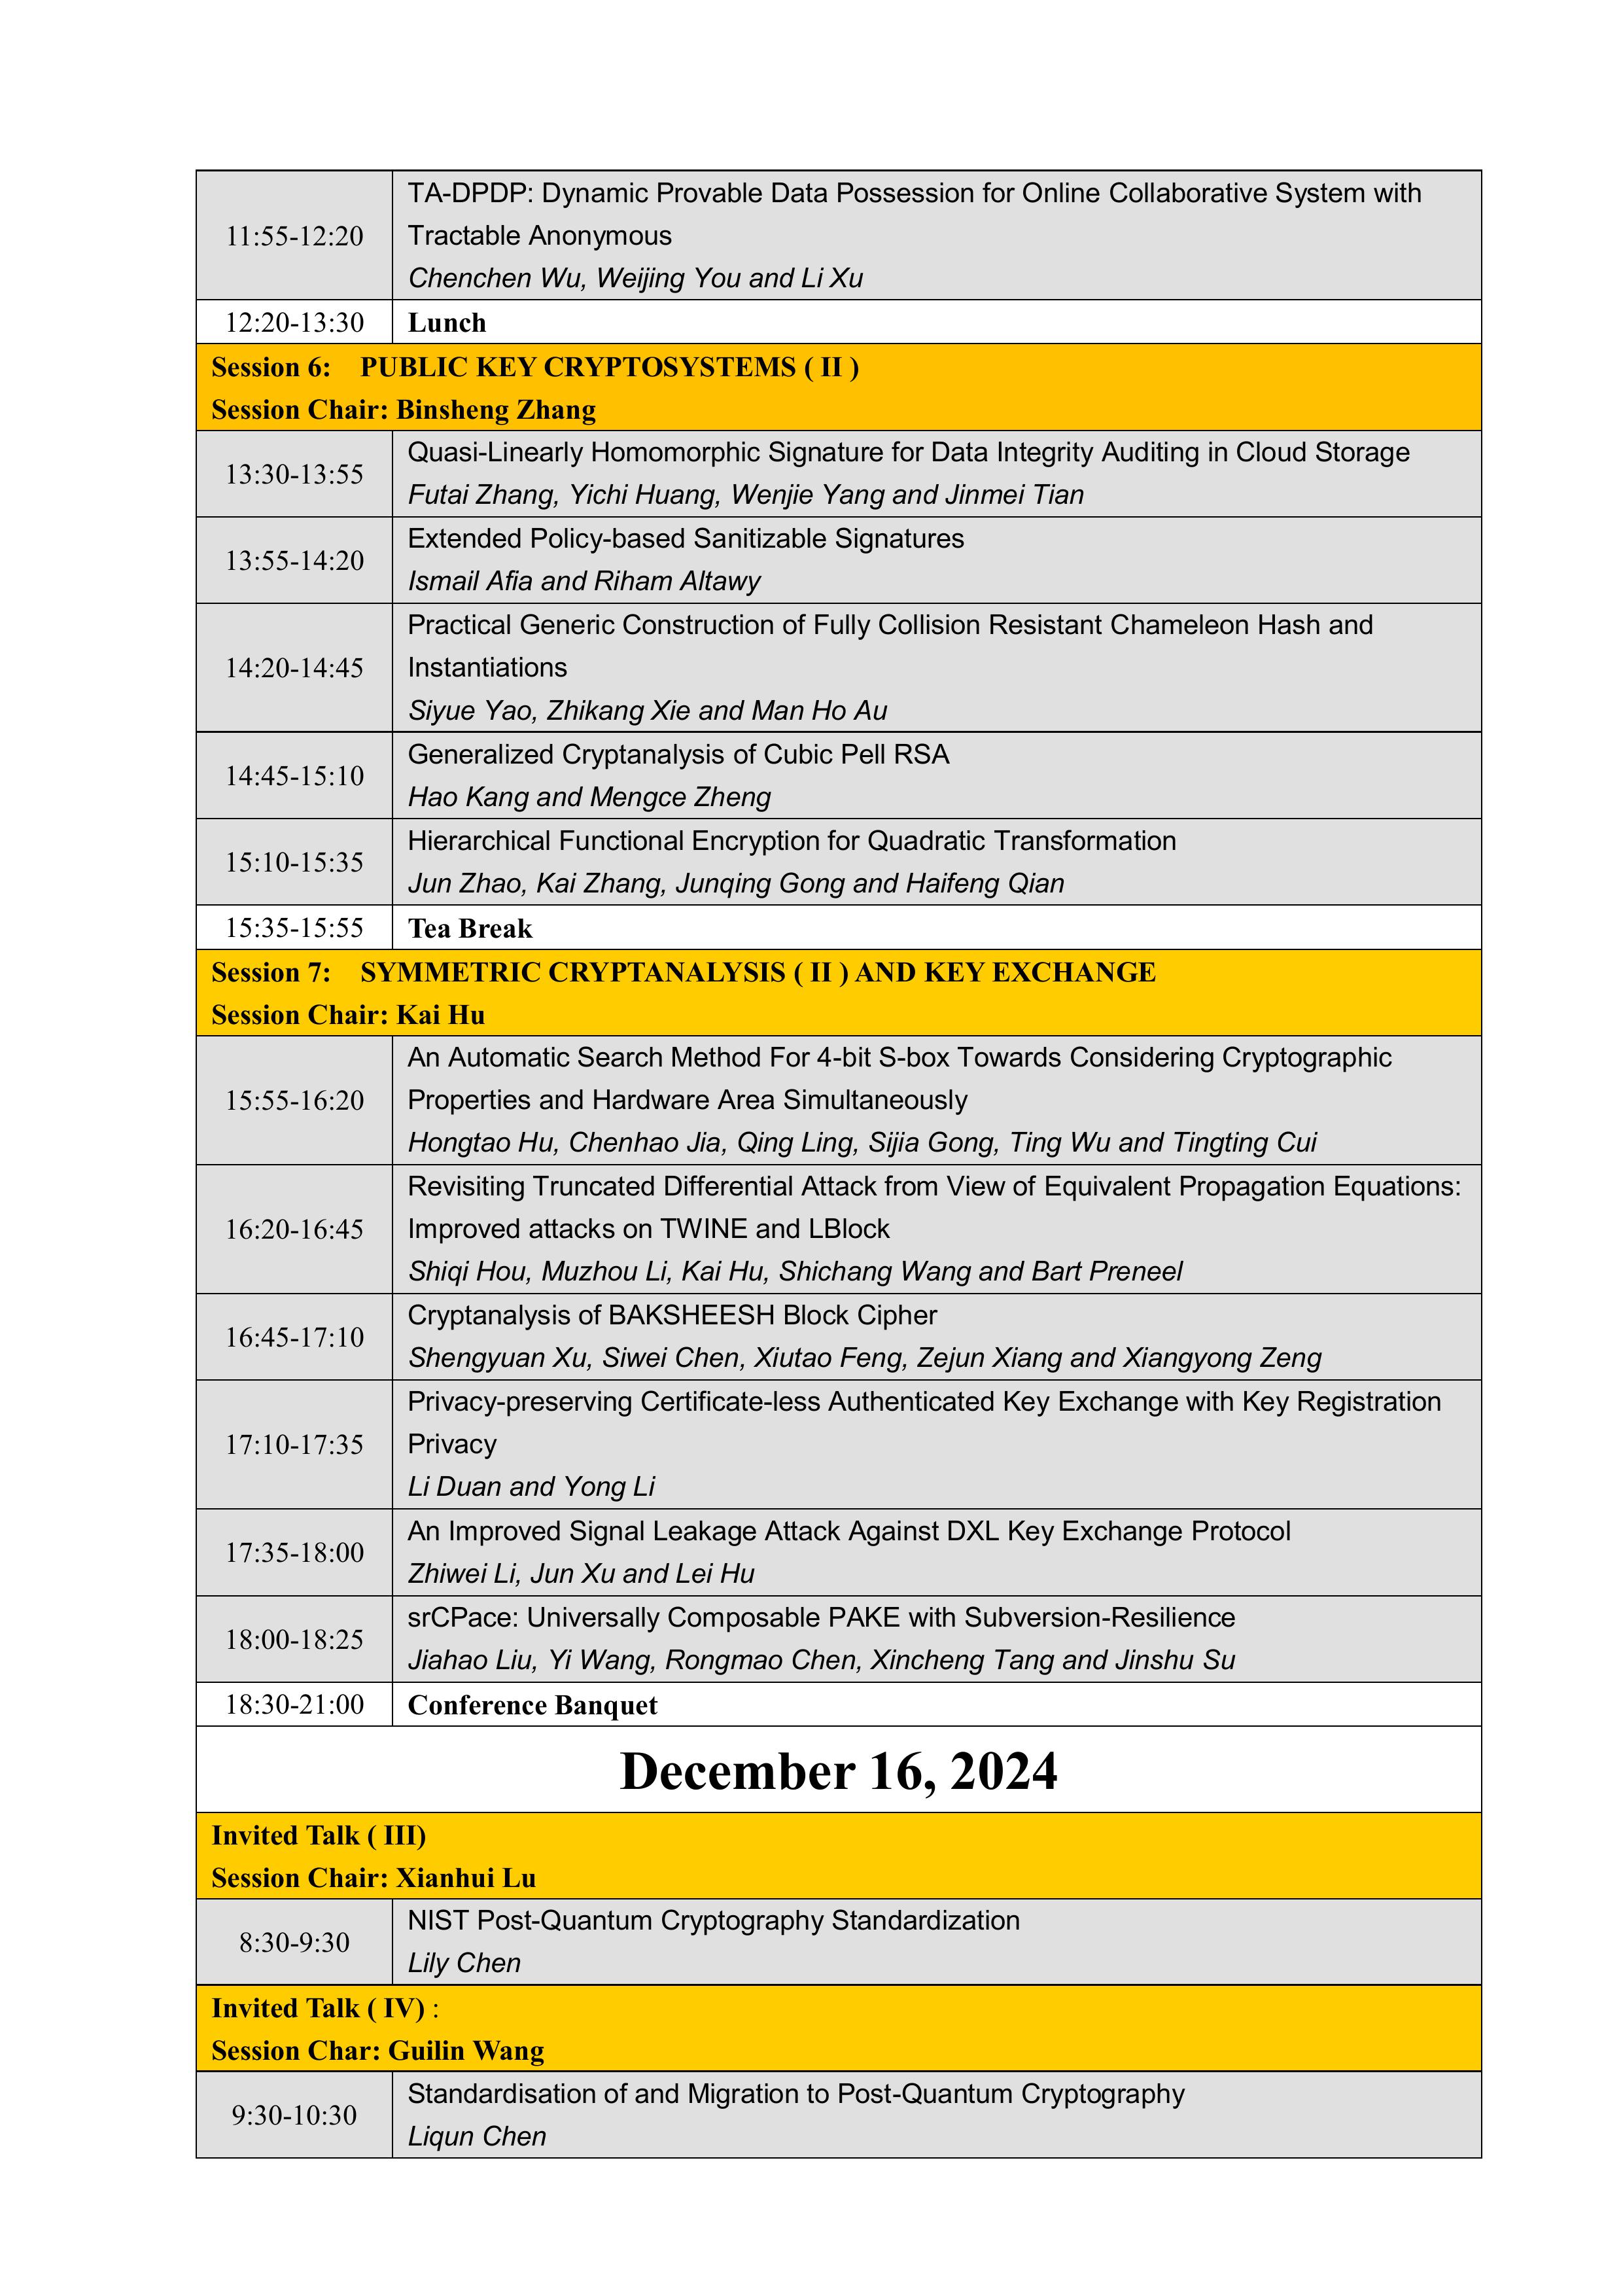 TA-DPDP: Dynamic Provable Data Possession for Online Collaborative System with
11:55-12:20
Tractable Anonymous
Chenchen Wu, Weijing You and Li Xu
12:20-13:30
Lunch
Session 6: PUBLIC KEY CRYPTOSYSTEMS ( II )
Session Chair: Binsheng Zhang
13:30-13:55
Quasi-Linearly Homomorphic Signature for Data Integrity Auditing in Cloud Storage
Futai Zhang, Yichi Huang, Wenjie Yang and Jinmei Tian
13:55-14:20
Extended Policy-based Sanitizable Signatures
Ismail Afia and Riham Altawy
14:20-14:45
Practical Generic Construction of Fully Collision Resistant Chameleon Hash and
Instantiations
Siyue Yao, Zhikang Xie and Man Ho Au
14:45-15:10
Generalized Cryptanalysis of Cubic Pell RSA
Hao Kang and Mengce Zheng
15:10-15:35
Hierarchical Functional Encryption for Quadratic Transformation
Jun Zhao, Kai Zhang, Junqing Gong and Haifeng Qian
15:35-15:55
Tea Break
Session 7: SYMMETRIC CRYPTANALYSIS ( II ) AND KEY EXCHANGE
Session Chair: Kai Hu
15:55-16:20
An Automatic Search Method For 4-bit S-box Towards Considering Cryptographic
Properties and Hardware Area Simultaneously
Hongtao Hu, Chenhao Jia, Qing Ling, Sijia Gong, Ting Wu and Tingting Cui
16:20-16:45
Revisiting Truncated Differential Attack from View of Equivalent Propagation Equations:
Improved attacks on TWINE and LBlock
Shiqi Hou, Muzhou Li, Kai Hu, Shichang Wang and Bart Preneel
16:45-17:10
Cryptanalysis of BAKSHEESH Block Cipher
Shengyuan Xu, Siwei Chen, Xiutao Feng, Zejun Xiang and Xiangyong Zeng
17:10-17:35
Privacy-preserving Certificate-less Authenticated Key Exchange with Key Registration
Privacy
Li Duan and Yong Li
17:35-18:00
An Improved Signal Leakage Attack Against DXL Key Exchange Protocol
Zhiwei Li, Jun Xu and Lei Hu
18:00-18:25
srCPace: Universally Composable PAKE with Subversion-Resilience
Jiahao Liu, Yi Wang, Rongmao Chen, Xincheng Tang and Jinshu Su
18:30-21:00
Conference Banquet
December 16, 2024
Invited Talk ( III)
Session Chair: Xianhui Lu
8:30-9:30
NIST Post-Quantum Cryptography Standardization
Lily Chen
Invited Talk ( IV) :
Session Char: Guilin Wang
9:30-10:30
Standardisation of and Migration to Post-Quantum Cryptography
Liqun Chen